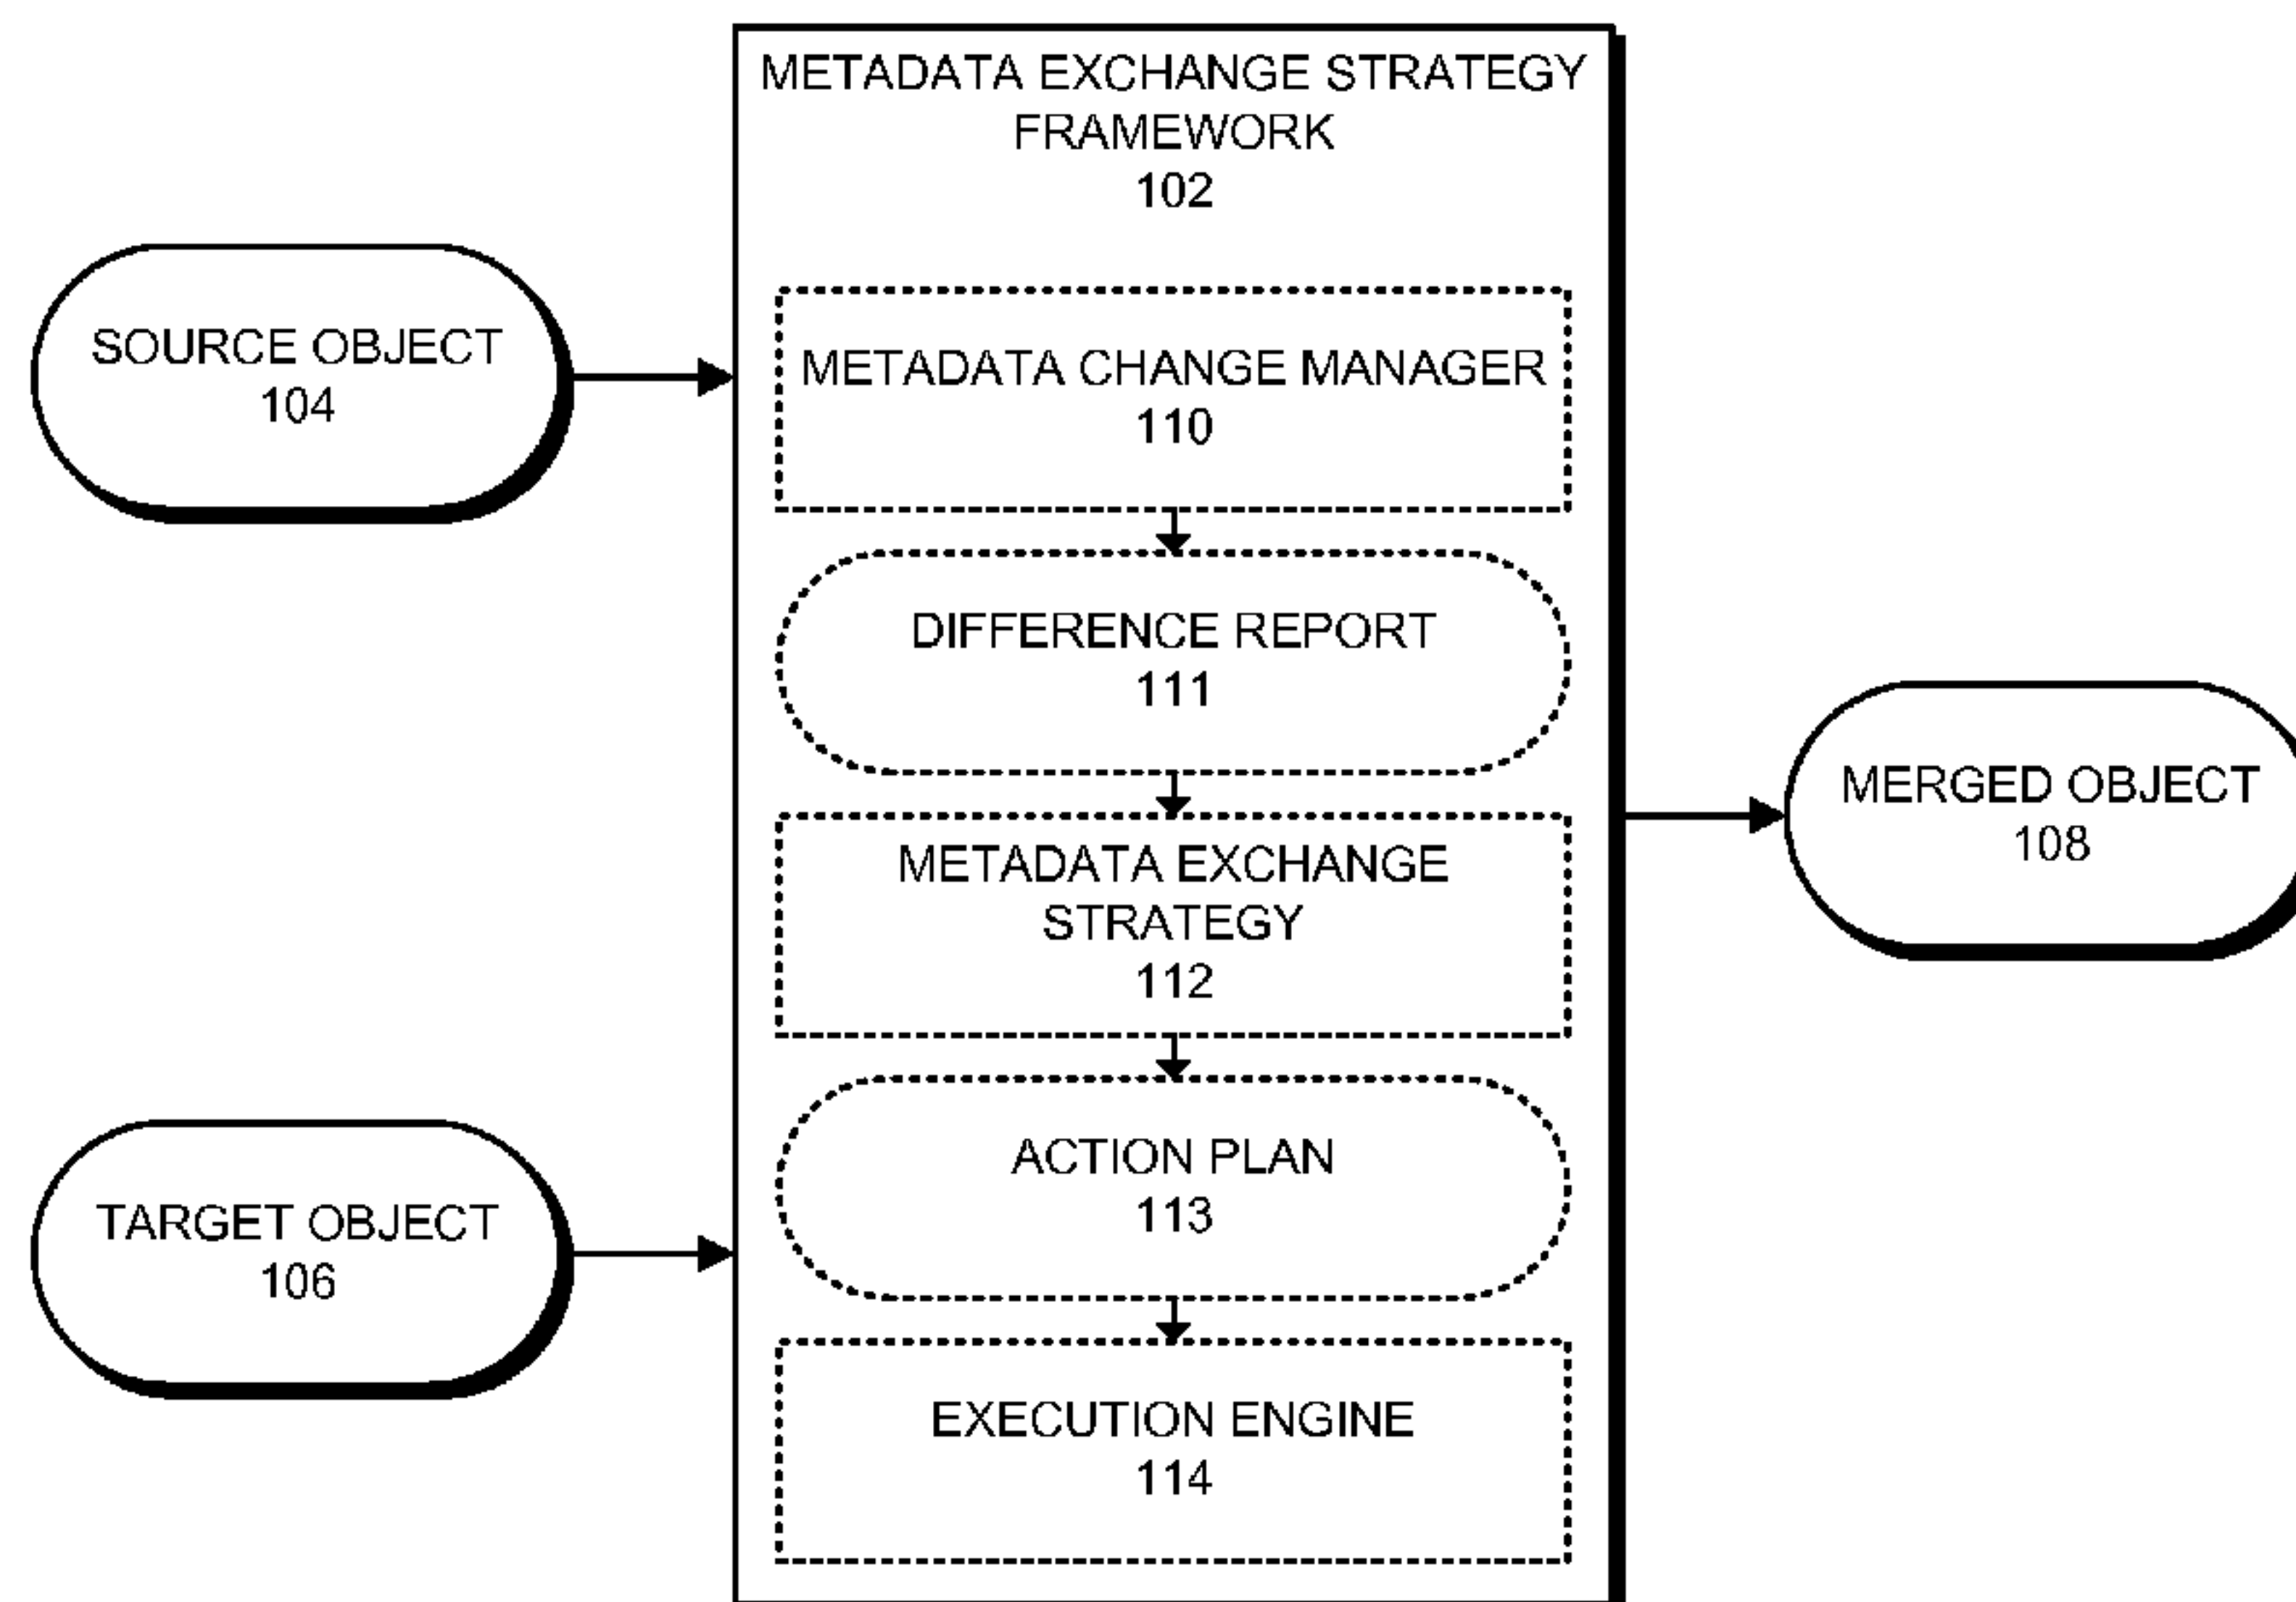 METADATA EXCHANGE STRATEGY
FRAMEWORK
102
SOURCE OBJECT
104
TARGET OBJECT
106
METADATA CHANGE MANAGER
110
DIFFERENCE REPORT
111
METADATA EXCHANGE
STRATEGY
112
ACTION PLAN
113
EXECUTION ENGINE
114
MERGED OBJECT
108